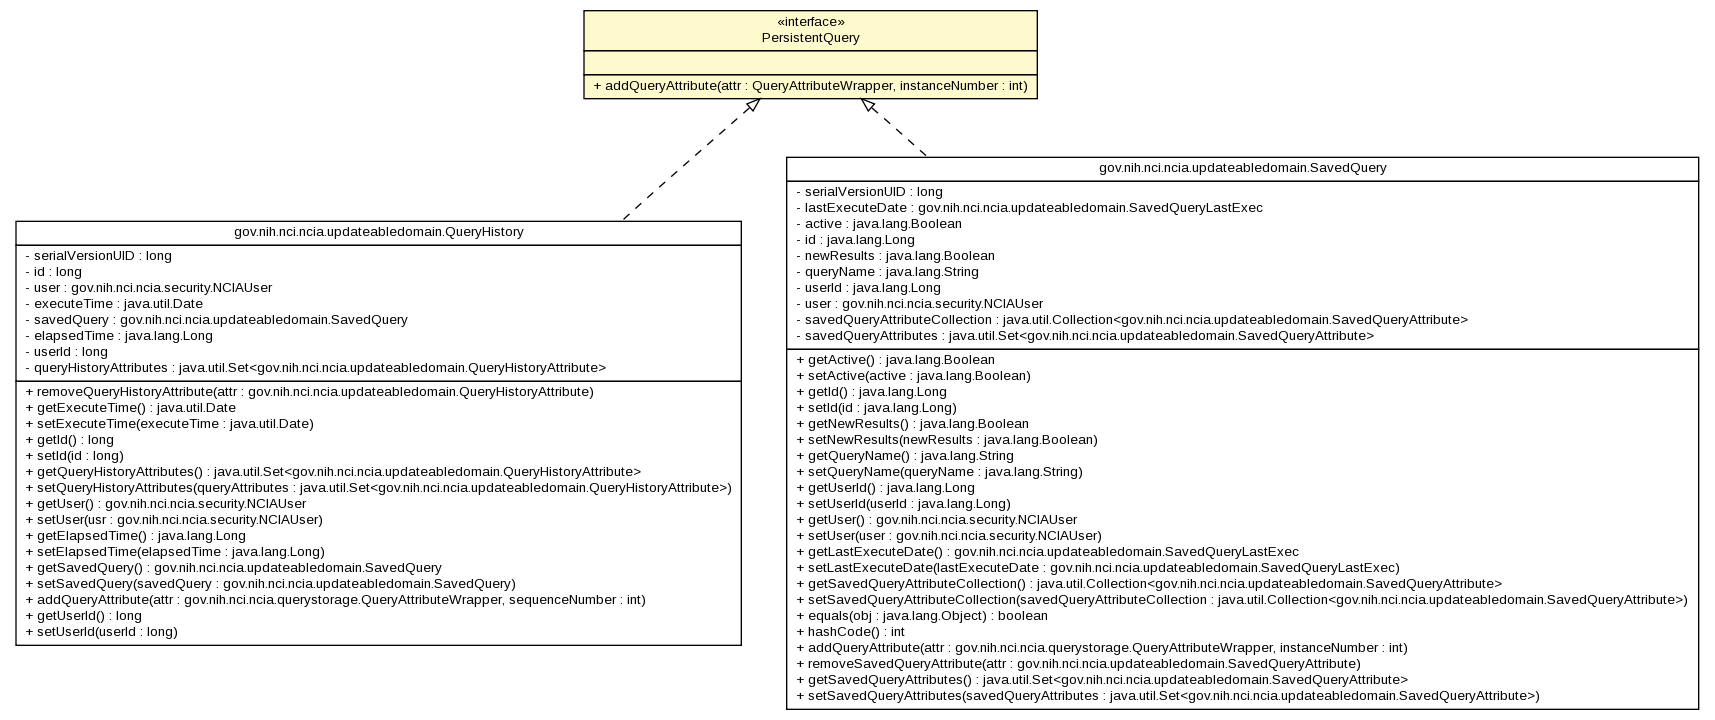 «interface»
PersistentQuery
+ addQueryAttribute(attr : QueryAttributeWrapper, instanceNumber : int)
gov.nih.nci.ncia.updateabledomain.QueryHistory
- serialVersionUID : long
- id : long
- user : gov.nih.nci.ncia.security.NCIAUser
- executeTime : java.util.Date
- savedQuery : gov.nih.nci.ncia.updateabledomain.SavedQuery
- elapsedTime : java.lang.Long
- userId : long
- queryHistoryAttributes : java.util.Set<gov.nih.nci.ncia.updateabledomain.QueryHistoryAttribute>
+ removeQueryHistoryAttribute(attr : gov.nih.nci.ncia.updateabledomain.QueryHistoryAttribute)
+ getExecuteTime() : java.util.Date
+ setExecuteTime(executeTime : java.util.Date)
+ getId() : long
+ setId(id : long)
+ getQueryHistoryAttributes() : java.util.Set<gov.nih.nci.ncia.updateabledomain.QueryHistoryAttribute>
+ setQueryHistoryAttributes(queryAttributes : java.util.Set<gov.nih.nci.ncia.updateabledomain.QueryHistoryAttribute>)
+ getUser() : gov.nih.nci.ncia.security.NCIAUser
+ setUser(usr : gov.nih.nci.ncia.security.NCIAUser)
+ getElapsedTime() : java.lang.Long
+ setElapsedTime(elapsedTime : java.lang.Long)
+ getSavedQuery() : gov.nih.nci.ncia.updateabledomain.SavedQuery
+ setSavedQuery(savedQuery : gov.nih.nci.ncia.updateabledomain.SavedQuery)
+ addQueryAttribute(attr : gov.nih.nci.ncia.querystorage.QueryAttributeWrapper, sequenceNumber : int)
+ getUserId() : long
+ setUserId(userId : long)
gov.nih.nci.ncia.updateabledomain.SavedQuery
- serialVersionUID : long
- lastExecuteDate : gov.nih.nci.ncia.updateabledomain.SavedQueryLastExec
- active : java.lang.Boolean
- id : java.lang.Long
- newResults : java.lang.Boolean
- queryName : java.lang.String
- userId : java.lang.Long
- user : gov.nih.nci.ncia.security.NCIAUser
- savedQueryAttributeCollection : java.util.Collection<gov.nih.nci.ncia.updateabledomain.SavedQueryAttribute>
- savedQueryAttributes : java.util.Set<gov.nih.nci.ncia.updateabledomain.SavedQueryAttribute>
+ getActive() : java.lang.Boolean
+ setActive(active : java.lang.Boolean)
+ getId() : java.lang.Long
+ setId(id : java.lang.Long)
+ getNewResults() : java.lang.Boolean
+ setNewResults(newResults : java.lang.Boolean)
+ getQueryName() : java.lang.String
+ setQueryName(queryName : java.lang.String)
+ getUserId() : java.lang.Long
+ setUserId(userId : java.lang.Long)
+ getUser() : gov.nih.nci.ncia.security.NCIAUser
+ setUser(user : gov.nih.nci.ncia.security.NCIAUser)
+ getLastExecuteDate() : gov.nih.nci.ncia.updateabledomain.SavedQueryLastExec
+ setLastExecuteDate(lastExecuteDate : gov.nih.nci.ncia.updateabledomain.SavedQueryLastExec)
+ getSavedQueryAttributeCollection() : java.util.Collection<gov.nih.nci.ncia.updateabledomain.SavedQueryAttribute>
+ setSavedQueryAttributeCollection(savedQueryAttributeCollection : java.util.Collection<gov.nih.nci.ncia.updateabledomain.SavedQueryAttribute>)
+ equals(obj : java.lang.Object) : boolean
+ hashCode() : int
+ addQueryAttribute(attr : gov.nih.nci.ncia.querystorage.QueryAttributeWrapper, instanceNumber : int)
+ removeSavedQueryAttribute(attr : gov.nih.nci.ncia.updateabledomain.SavedQueryAttribute)
+ getSavedQueryAttributes() : java.util.Set<gov.nih.nci.ncia.updateabledomain.SavedQueryAttribute>
+ setSavedQueryAttributes(savedQueryAttributes : java.util.Set<gov.nih.nci.ncia.updateabledomain.SavedQueryAttribute>)